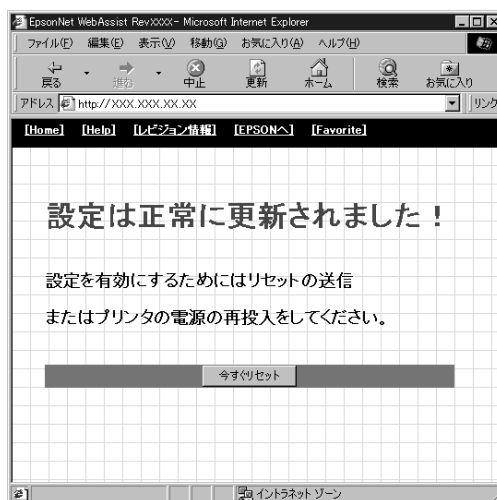 EpsonNet WebAssist RevXXXX- Microsoft Internet Explorer
ファイル(F) 編集(E) 表示(V) 移動(G) お気に入り(A) ヘルプ(H)
戻る 進む 中止 更新 ホーム 検索 お気に入り
アドレス http://XXX.XXX.XX.XX リンク
[Home] [Help] [レビジョン情報] [EPSONへ] [Favorite]
設定は正常に更新されました！
設定を有効にするためにはリセットの送信
またはプリンタの電源の再投入をしてください。
今すぐリセット
イントラネット ゾーン